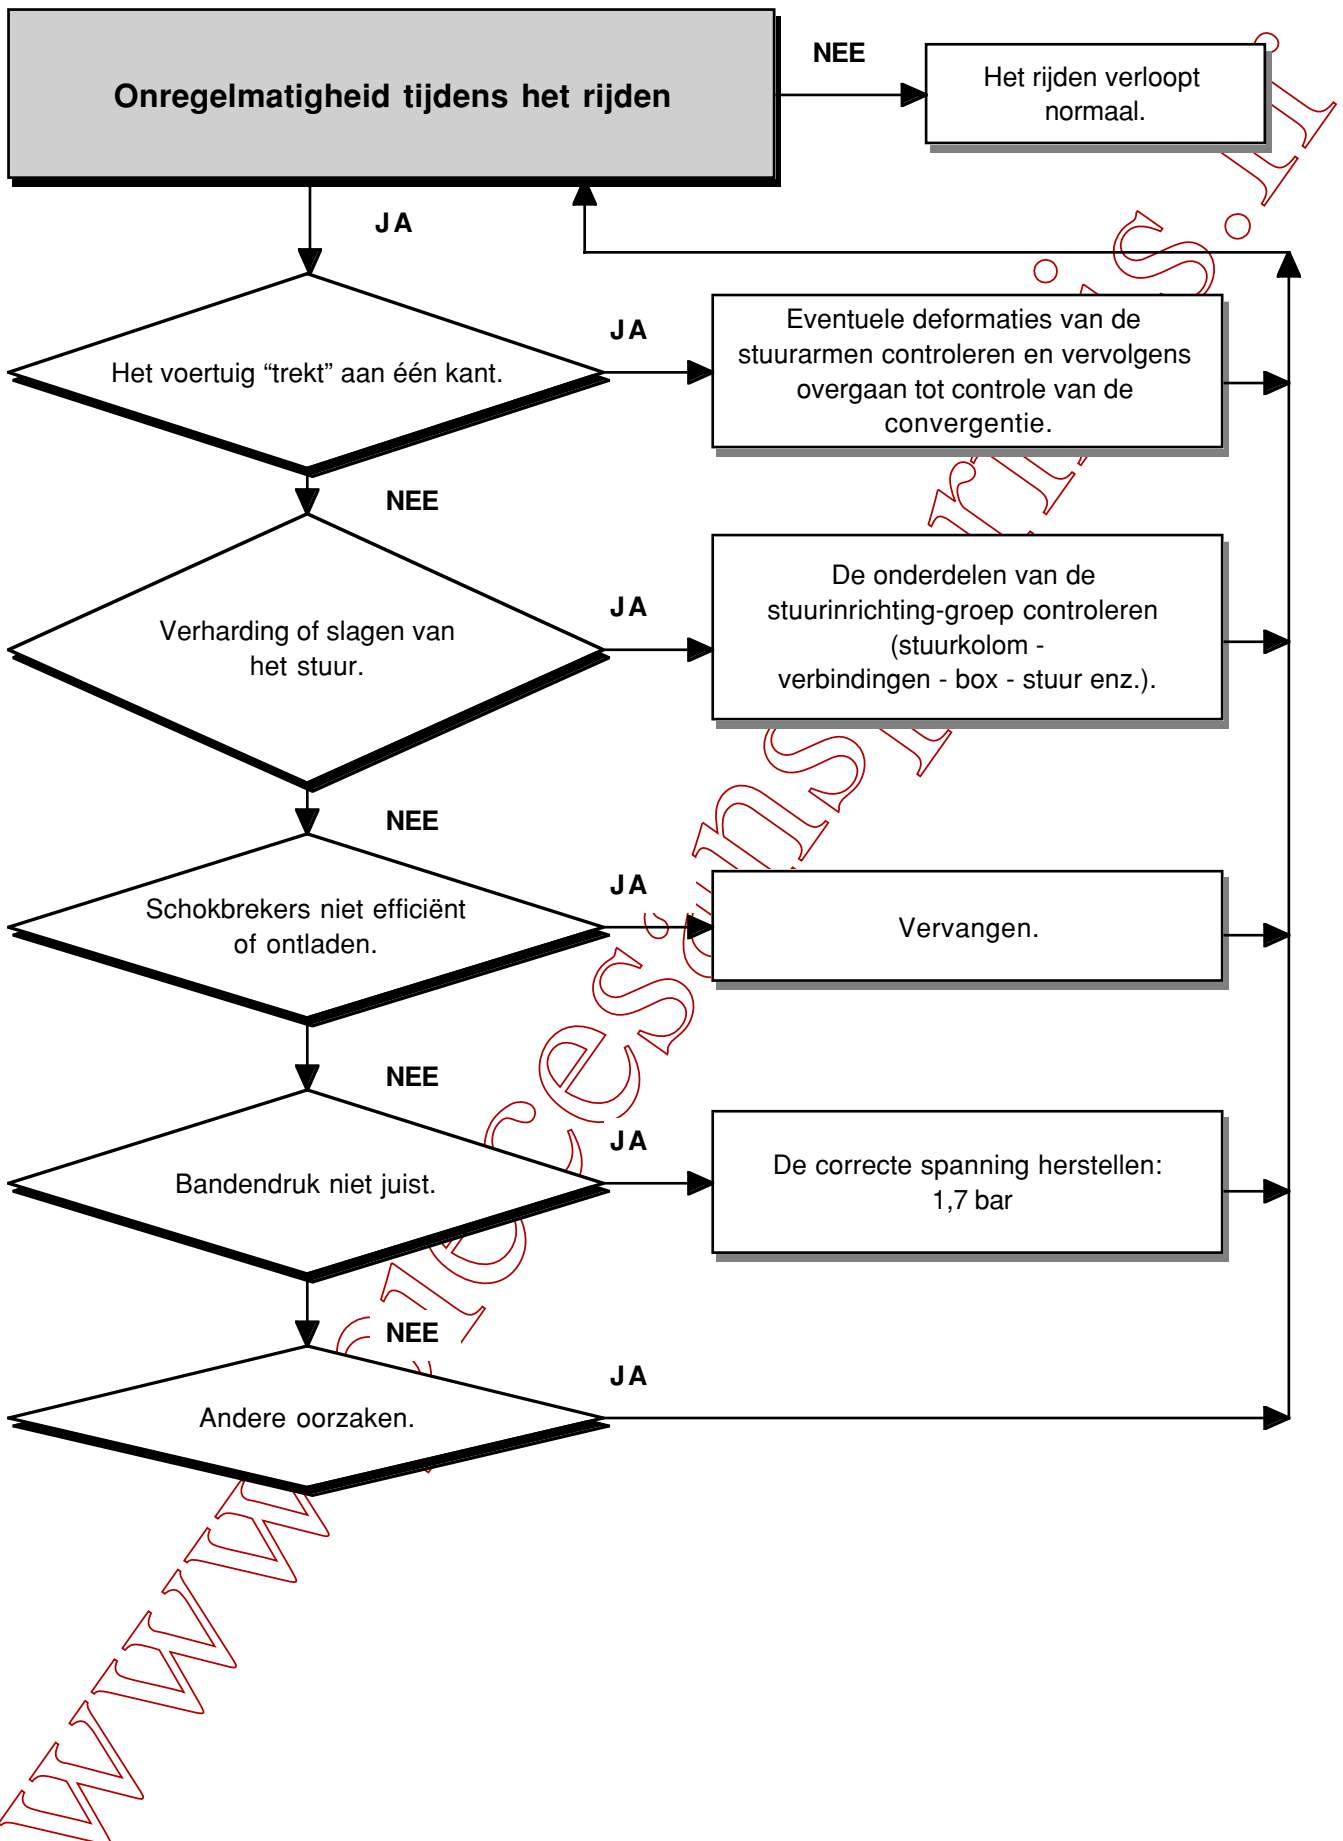 Onregelmatigheid tijdens het rijden
NEE
Het rijden verloopt
normaal.
JA
Het voertuig “trekt” aan één kant.
JA
Eventuele deformaties van de
stuurarmen controleren en vervolgens
overgaan tot controle van de
convergentie.
NEE
Verharding of slagen van
het stuur.
JA
De onderdelen van de
stuurinrichting-groep controleren
(stuurkolom -
verbindingen - box - stuur enz.).
NEE
Schokbrekers niet efficiënt
of ontladen.
JA
Vervangen.
NEE
Bandendruk niet juist.
JA
De correcte spanning herstellen:
1,7 bar
NEE
Andere oorzaken.
JA